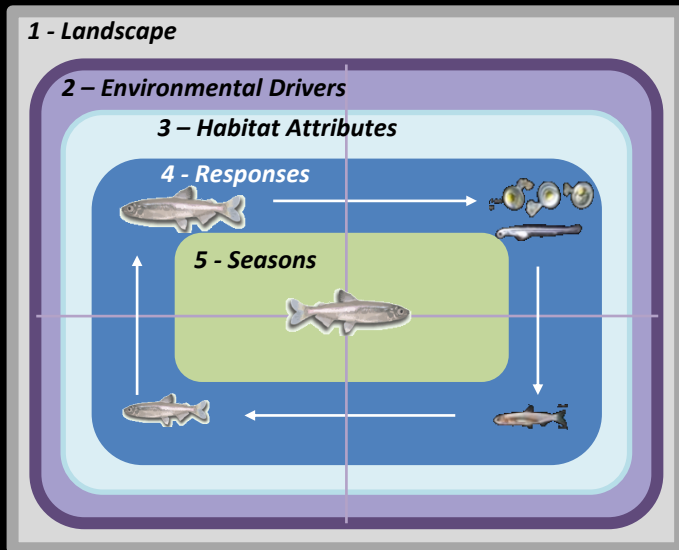 1 - Landscape
2 – Environmental Drivers
3 – Habitat Attributes
4 - Responses
5 - Seasons